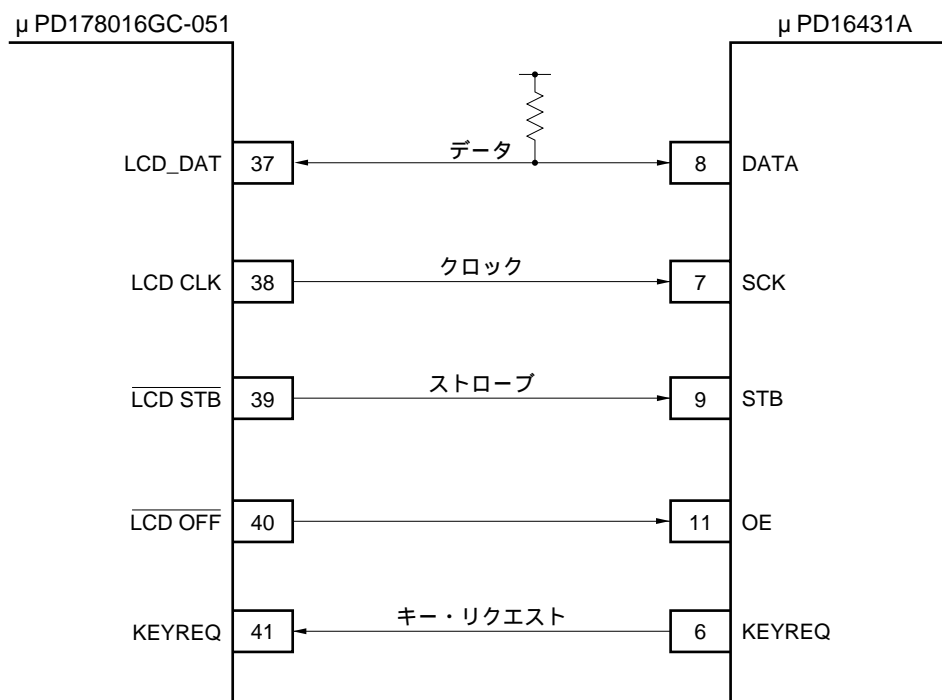 μ PD178016GC-051 μ PD16431A
LCD_DAT 37 データ 8 DATA
LCD CLK 38 クロック 7 SCK
LCD STB 39 ストローブ 9 STB
LCD OFF 40 11 OE
KEYREQ 41 キー・リクエスト 6 KEYREQ